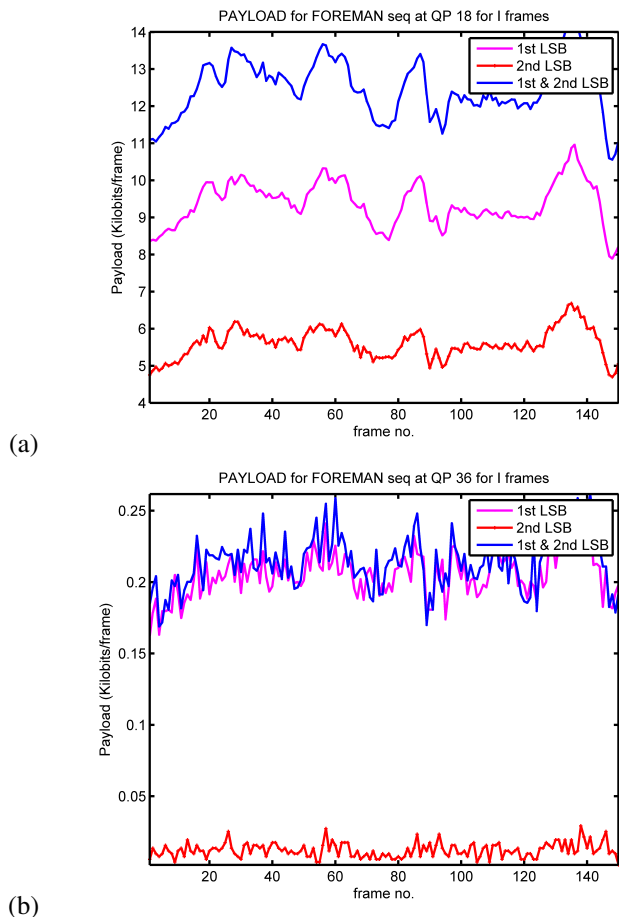 PAYLOAD for FOREMAN seq at QP 18 for I frames
14
13
12
11
10
9
8
7
6
5
4
Payload (Kilobits/frame)
1st LSB
2nd LSB
1st & 2nd LSB
20 40 60 80 100 120 140
frame no.
(a)
PAYLOAD for FOREMAN seq at QP 36 for I frames
0.25
0.2
0.15
0.1
0.05
Payload (Kilobits/frame)
1st LSB
2nd LSB
1st & 2nd LSB
20 40 60 80 100 120 140
frame no.
(b)